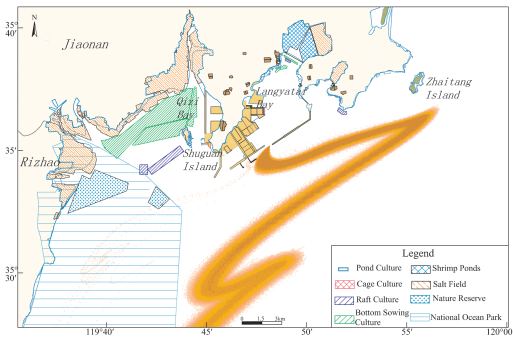 35°
40′
N
Jiaonan
Zhaitang
Island
Langyatai
Bay
Qizi
Bay
35′
Rizhao
Shuguan
Island
Legend
Pond Culture
Shrimp Ponds
Cage Culture
Salt Field
Raft Culture
Nature Reserve
Bottom Sowing
Culture
National Ocean Park
35°
30′
0 1.5 3km
119°40′
45′
50′
55′
120°00′